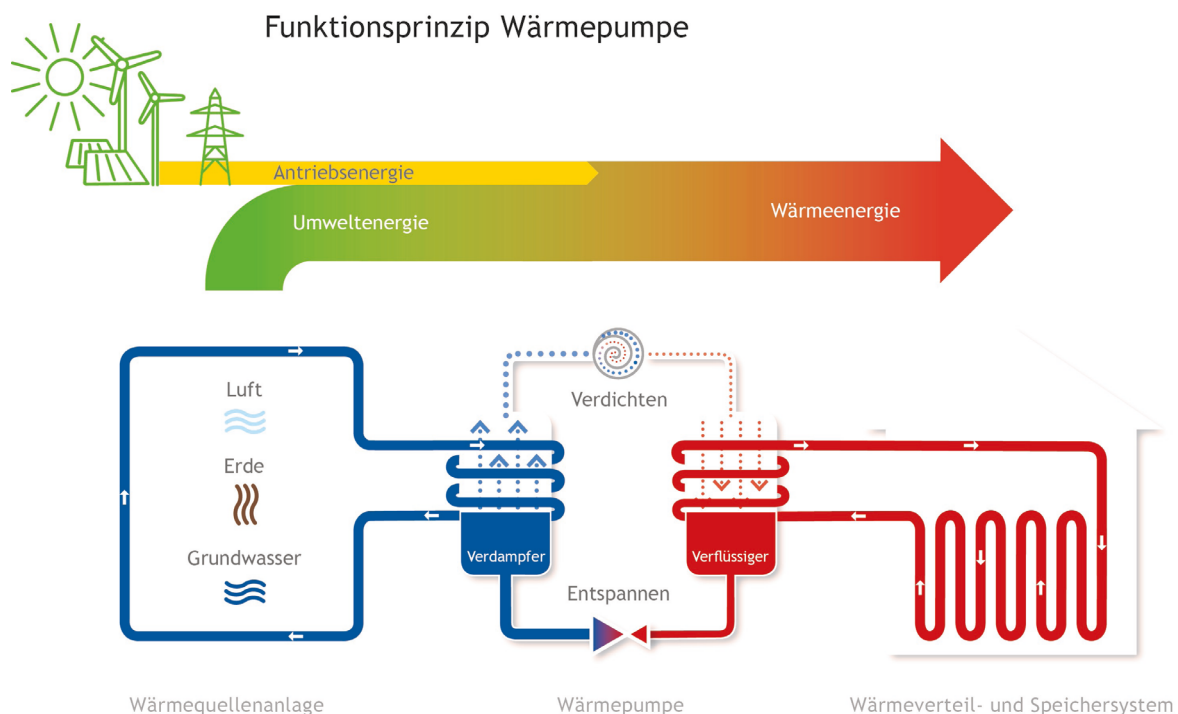 Funktionsprinzip Wärmepumpe
Antriebsenergie
Umweltenergie
Wärmeenergie
Luft
Erde
Grundwasser
Verdichten
Verdampfer
Verflüssiger
Entspannen
Wärmequellenanlage
Wärmepumpe
Wärmeverteil- und Speichersystem